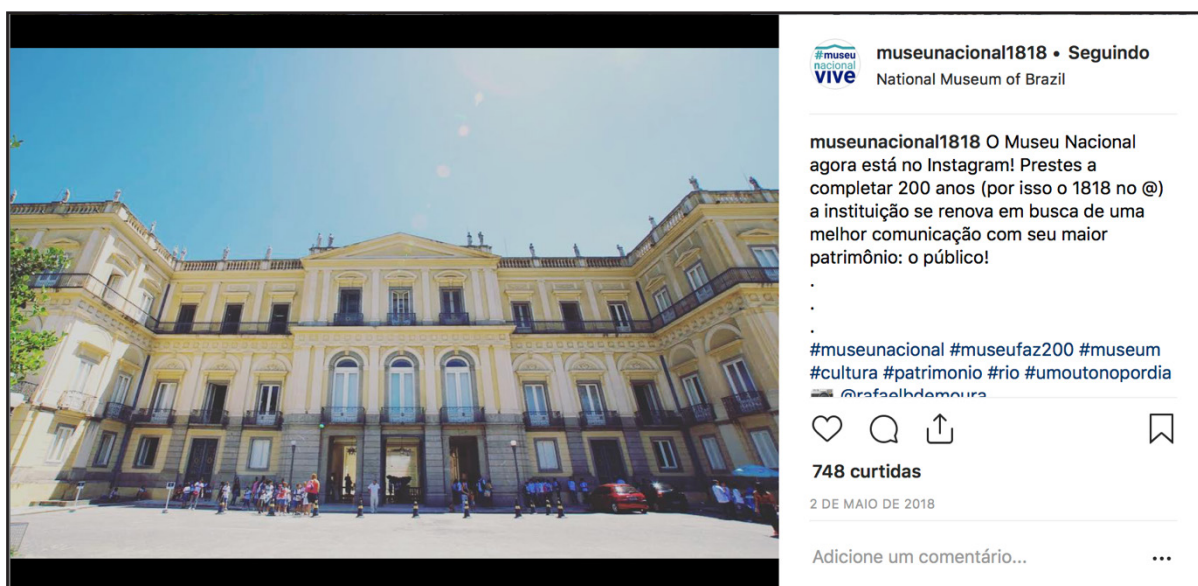 #museu
nacional
vive
museunacional1818 • Seguindo
National Museum of Brazil
museunacional1818 O Museu Nacional
agora está no Instagram! Prestes a
completar 200 anos (por isso o 1818 no @)
a instituição se renova em busca de uma
melhor comunicação com seu maior
patrimônio: o público!
.
.
.
#museunacional #museufaz200 #museum
#cultura #patrimonio #rio #umoutonopordia
@rafaelbdemoura
748 curtidas
2 DE MAIO DE 2018
Adicione um comentário...